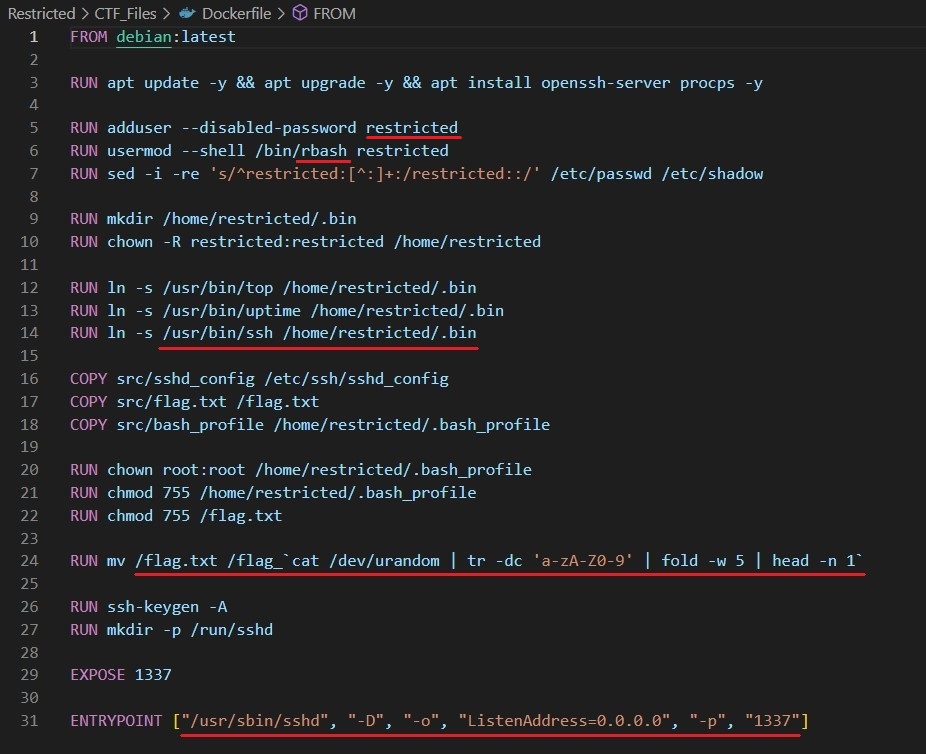 Restricted > CTF_Files > Dockerfile > FROM
1 FROM debian:latest
2
3 RUN apt update -y && apt upgrade -y && apt install openssh-server procps -y
4
5 RUN adduser --disabled-password restricted
6 RUN usermod --shell /bin/rbash restricted
7 RUN sed -i -re 's/^restricted:[^:]+:/restricted::/' /etc/passwd /etc/shadow
8
9 RUN mkdir /home/restricted/.bin
10 RUN chown -R restricted:restricted /home/restricted
11
12 RUN ln -s /usr/bin/top /home/restricted/.bin
13 RUN ln -s /usr/bin/uptime /home/restricted/.bin
14 RUN ln -s /usr/bin/ssh /home/restricted/.bin
15
16 COPY src/sshd_config /etc/ssh/sshd_config
17 COPY src/flag.txt /flag.txt
18 COPY src/bash_profile /home/restricted/.bash_profile
19
20 RUN chown root:root /home/restricted/.bash_profile
21 RUN chmod 755 /home/restricted/.bash_profile
22 RUN chmod 755 /flag.txt
23
24 RUN mv /flag.txt /flag_`cat /dev/urandom | tr -dc 'a-zA-Z0-9' | fold -w 5 | head -n 1`
25
26 RUN ssh-keygen -A
27 RUN mkdir -p /run/sshd
28
29 EXPOSE 1337
30
31 ENTRYPOINT ["/usr/sbin/sshd", "-D", "-o", "ListenAddress=0.0.0.0", "-p", "1337"]